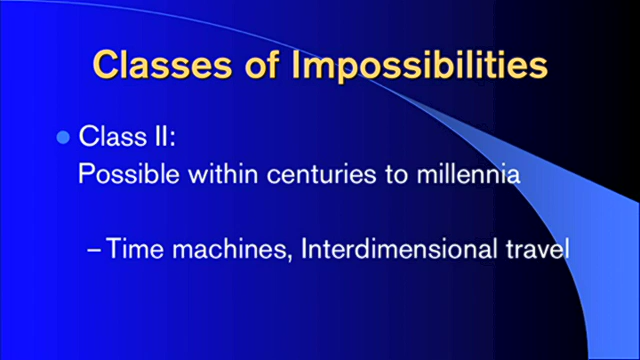 Classes of Impossibilities
Class II:
Possible within centuries to millennia
– Time machines, Interdimensional travel